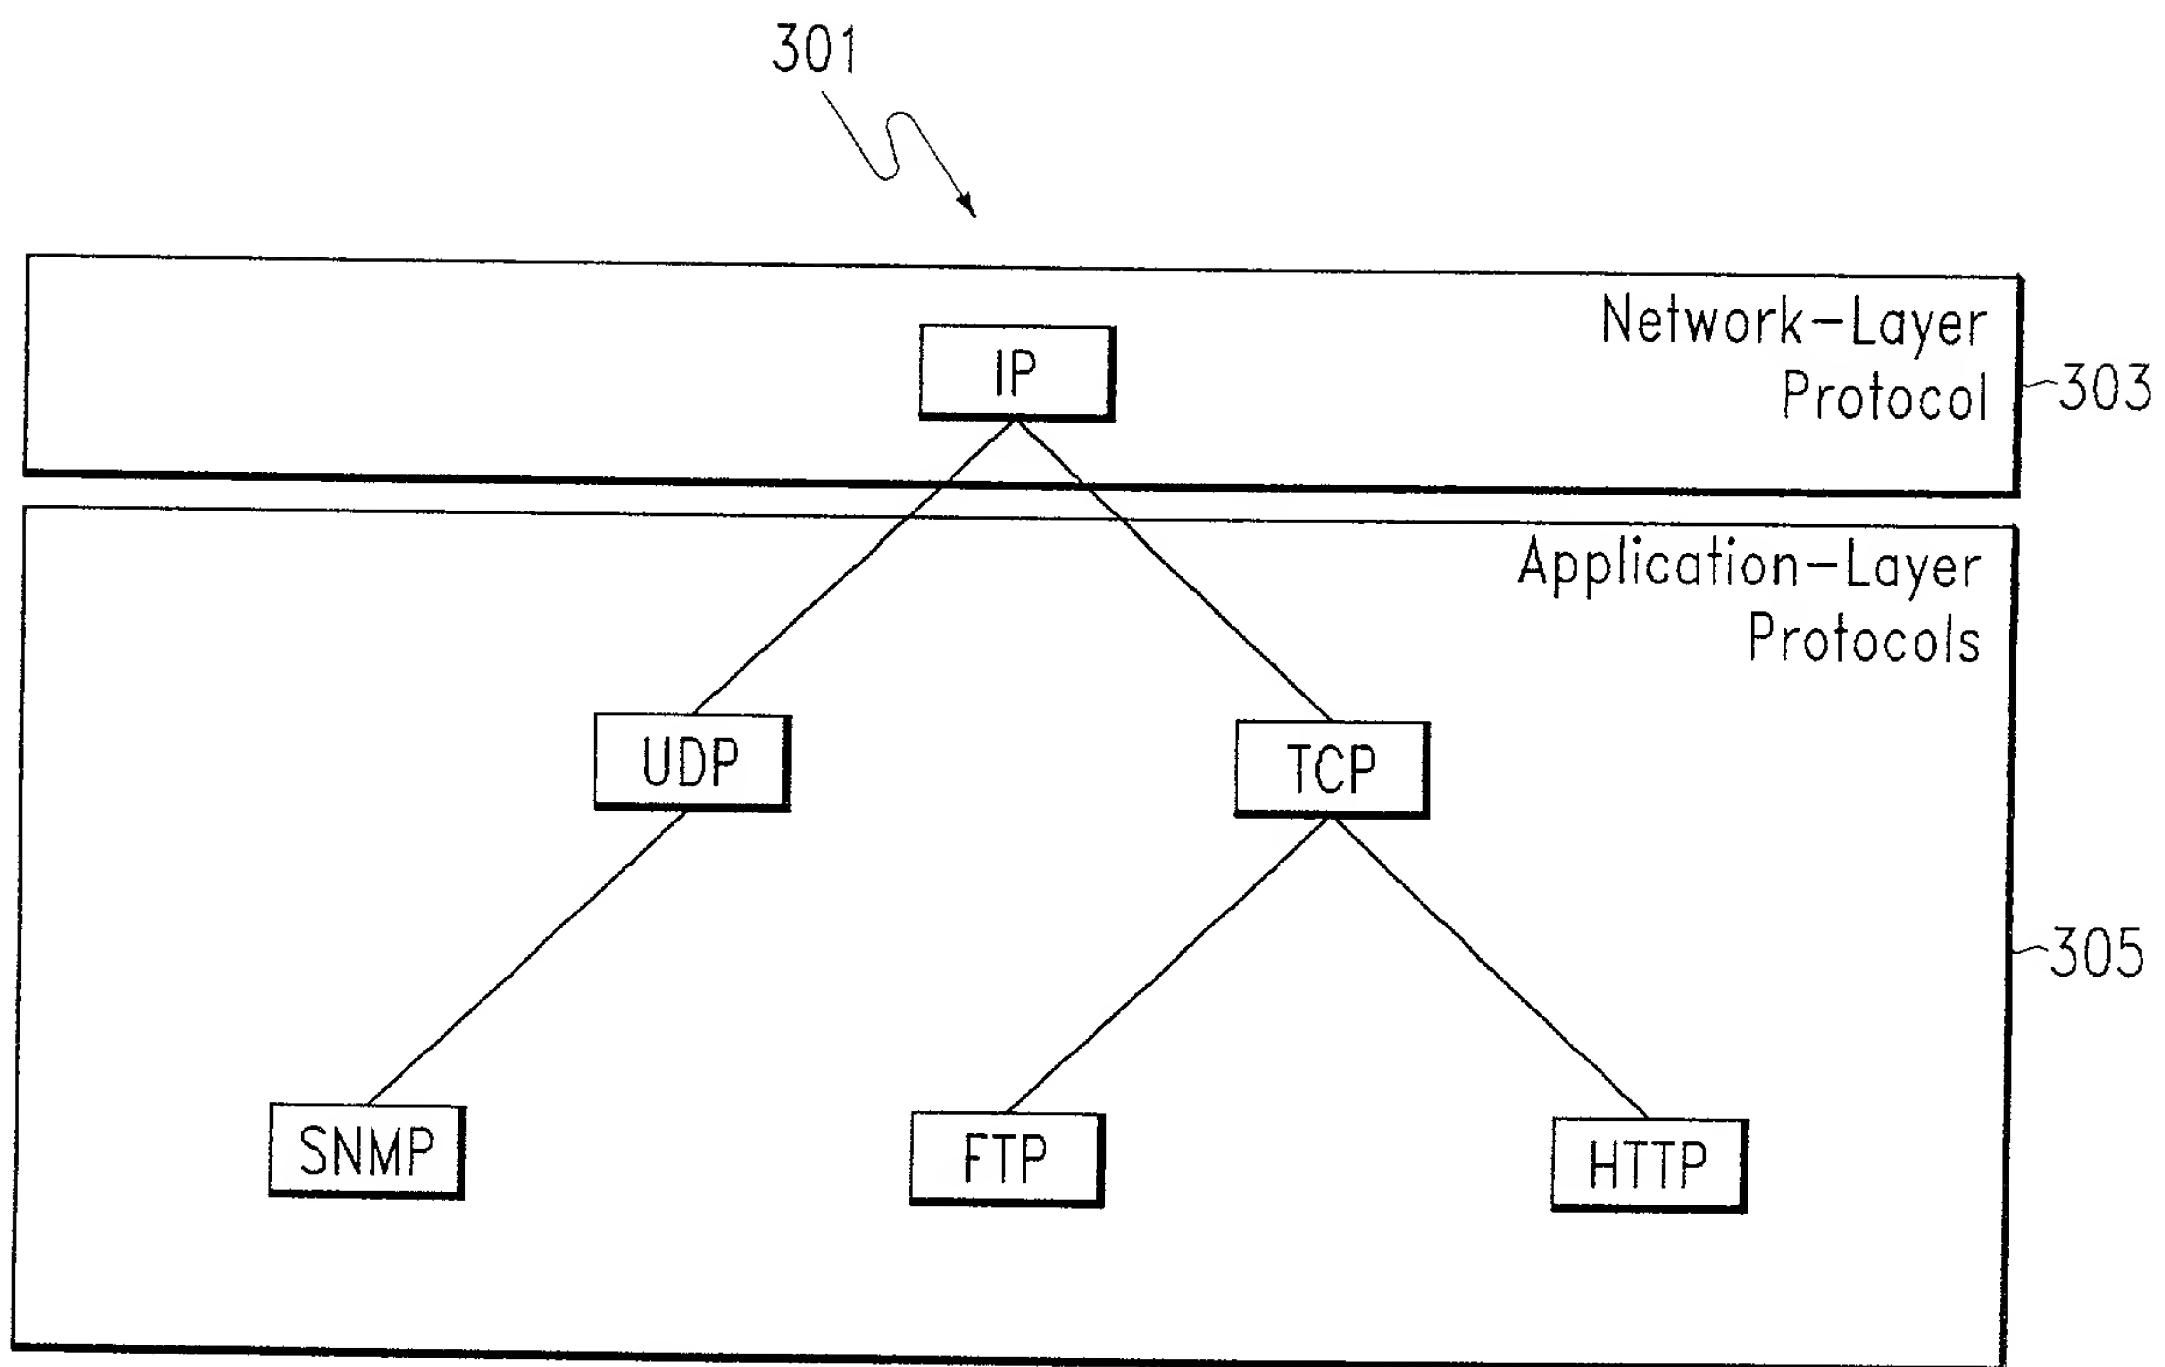 301
IP
Network-Layer
Protocol
303
Application-Layer
Protocols
UDP
TCP
305
SNMP
FTP
HTTP